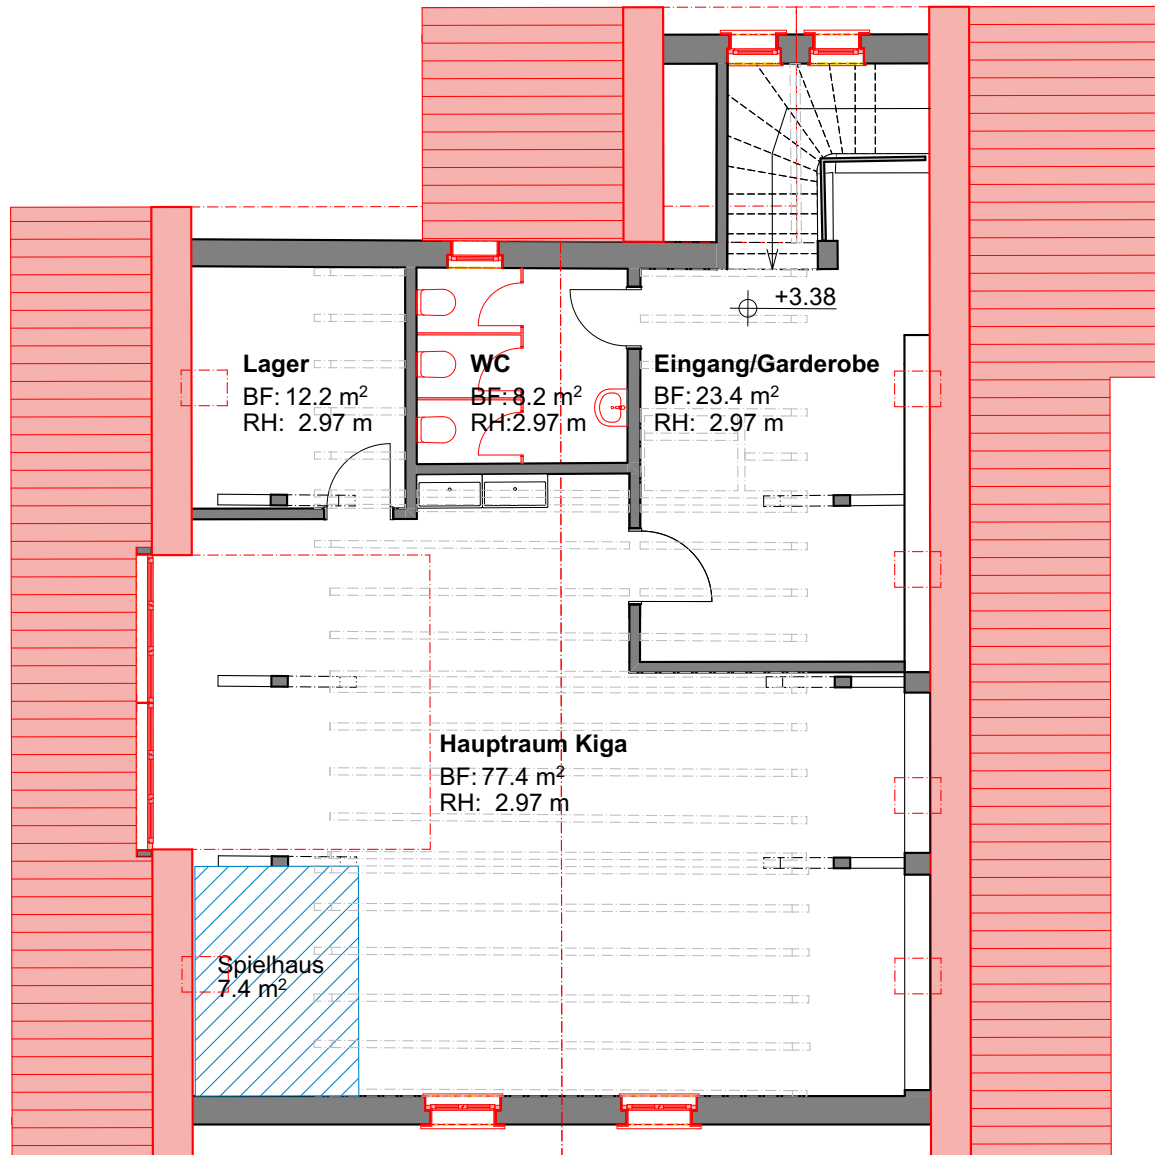 +3.38
Lager
BF: 12.2 m²
RH: 2.97 m
WC
BF: 8.2 m²
RH: 2.97 m
Eingang/Garderobe
BF: 23.4 m²
RH: 2.97 m
Hauptraum Kiga
BF: 77.4 m²
RH: 2.97 m
Spielhaus
7.4 m²